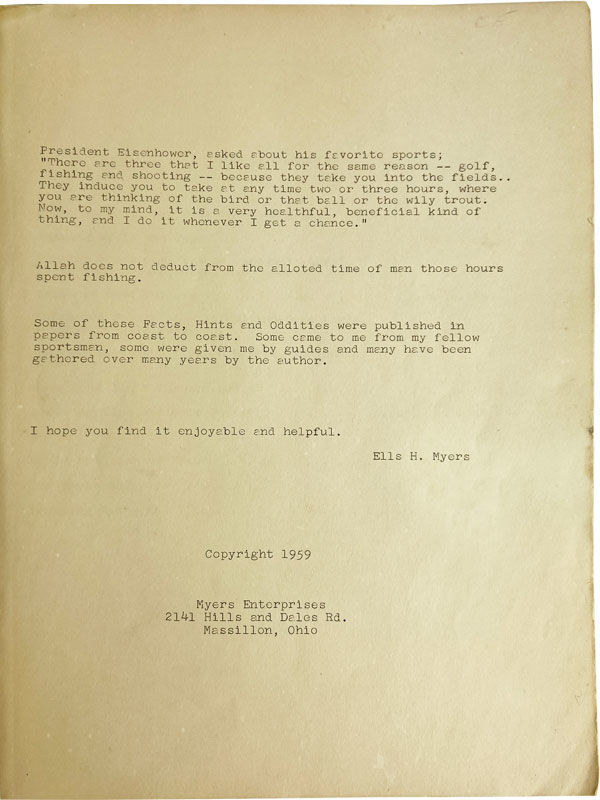 President Eisenhower, asked about his favorite sports;
"There are three that I like all for the same reason -- golf,
fishing and shooting -- because they take you into the fields..
They induce you to take at any time two or three hours, where
you are thinking of the bird or that ball or the wily trout.
Now, to my mind, it is a very healthful, beneficial kind of
thing, and I do it whenever I get a chance."
Allah does not deduct from the alloted time of man those hours
spent fishing.
Some of these Facts, Hints and Oddities were published in
papers from coast to coast. Some came to me from my fellow
sportsman, some were given me by guides and many have been
gathered over many years by the author.
I hope you find it enjoyable and helpful.
Ells H. Myers
Copyright 1959
Myers Enterprises
2141 Hills and Dales Rd.
Massillon, Ohio